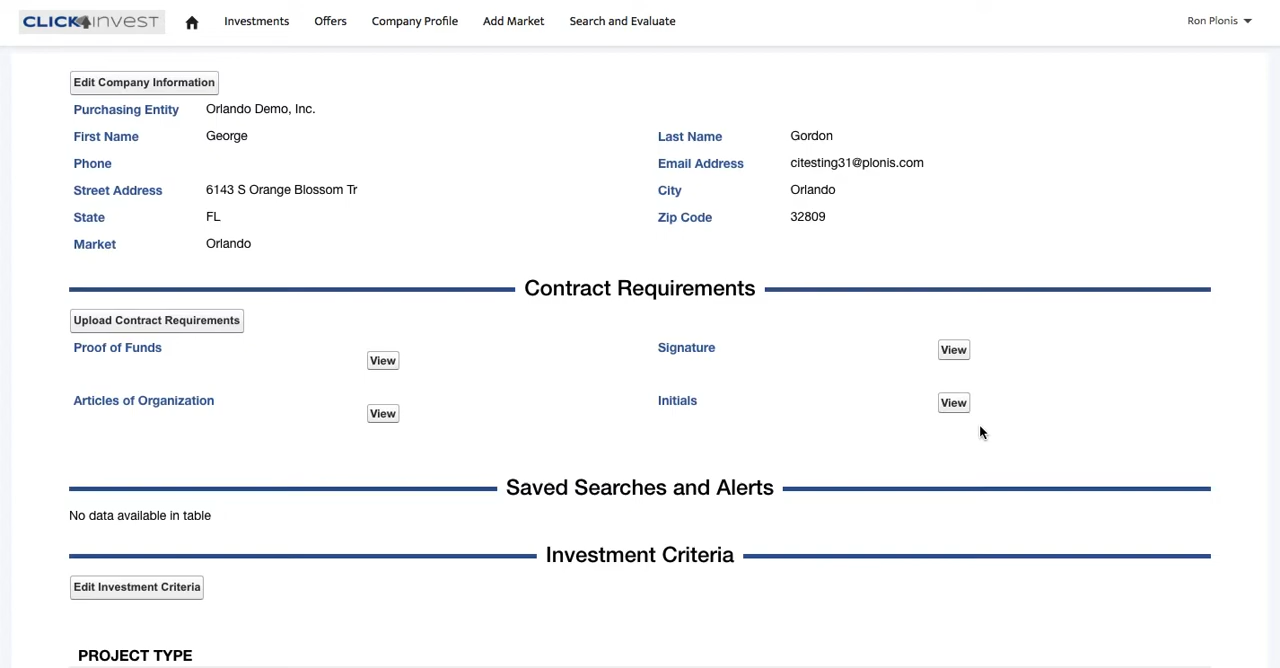 CLICK4INVEST Investments Offers Company Profile Add Market Search and Evaluate Ron Plonis
Edit Company Information
Purchasing Entity Orlando Demo, Inc.
First Name George Last Name Gordon
Phone Email Address citesting31@plonis.com
Street Address 6143 S Orange Blossom Tr City Orlando
State FL Zip Code 32809
Market Orlando
Contract Requirements
Upload Contract Requirements
Proof of Funds View Signature View
Articles of Organization View Initials View
Saved Searches and Alerts
No data available in table
Investment Criteria
Edit Investment Criteria
PROJECT TYPE